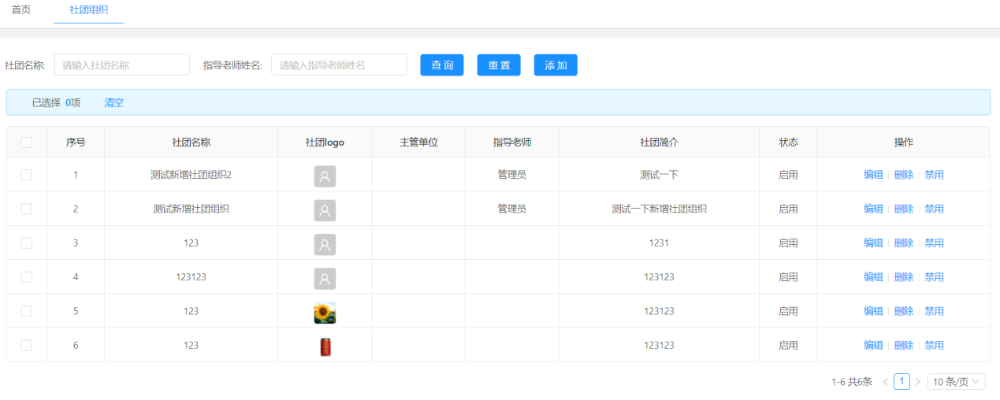 首页 社团组织
社团名称: 请输入社团名称 指导老师姓名: 请输入指导老师姓名 查询 重置 添加
已选择 0项 清空
序号 社团名称 社团logo 主管单位 指导老师 社团简介 状态 操作
1 测试新增社团组织2 管理员 测试一下 启用 编辑 删除 禁用
2 测试新增社团组织 管理员 测试一下新增社团组织 启用 编辑 删除 禁用
3 123 1231 启用 编辑 删除 禁用
4 123123 123123 启用 编辑 删除 禁用
5 123 123123 启用 编辑 删除 禁用
6 123 123123 启用 编辑 删除 禁用
1-6 共6条 < 1 > 10 条/页